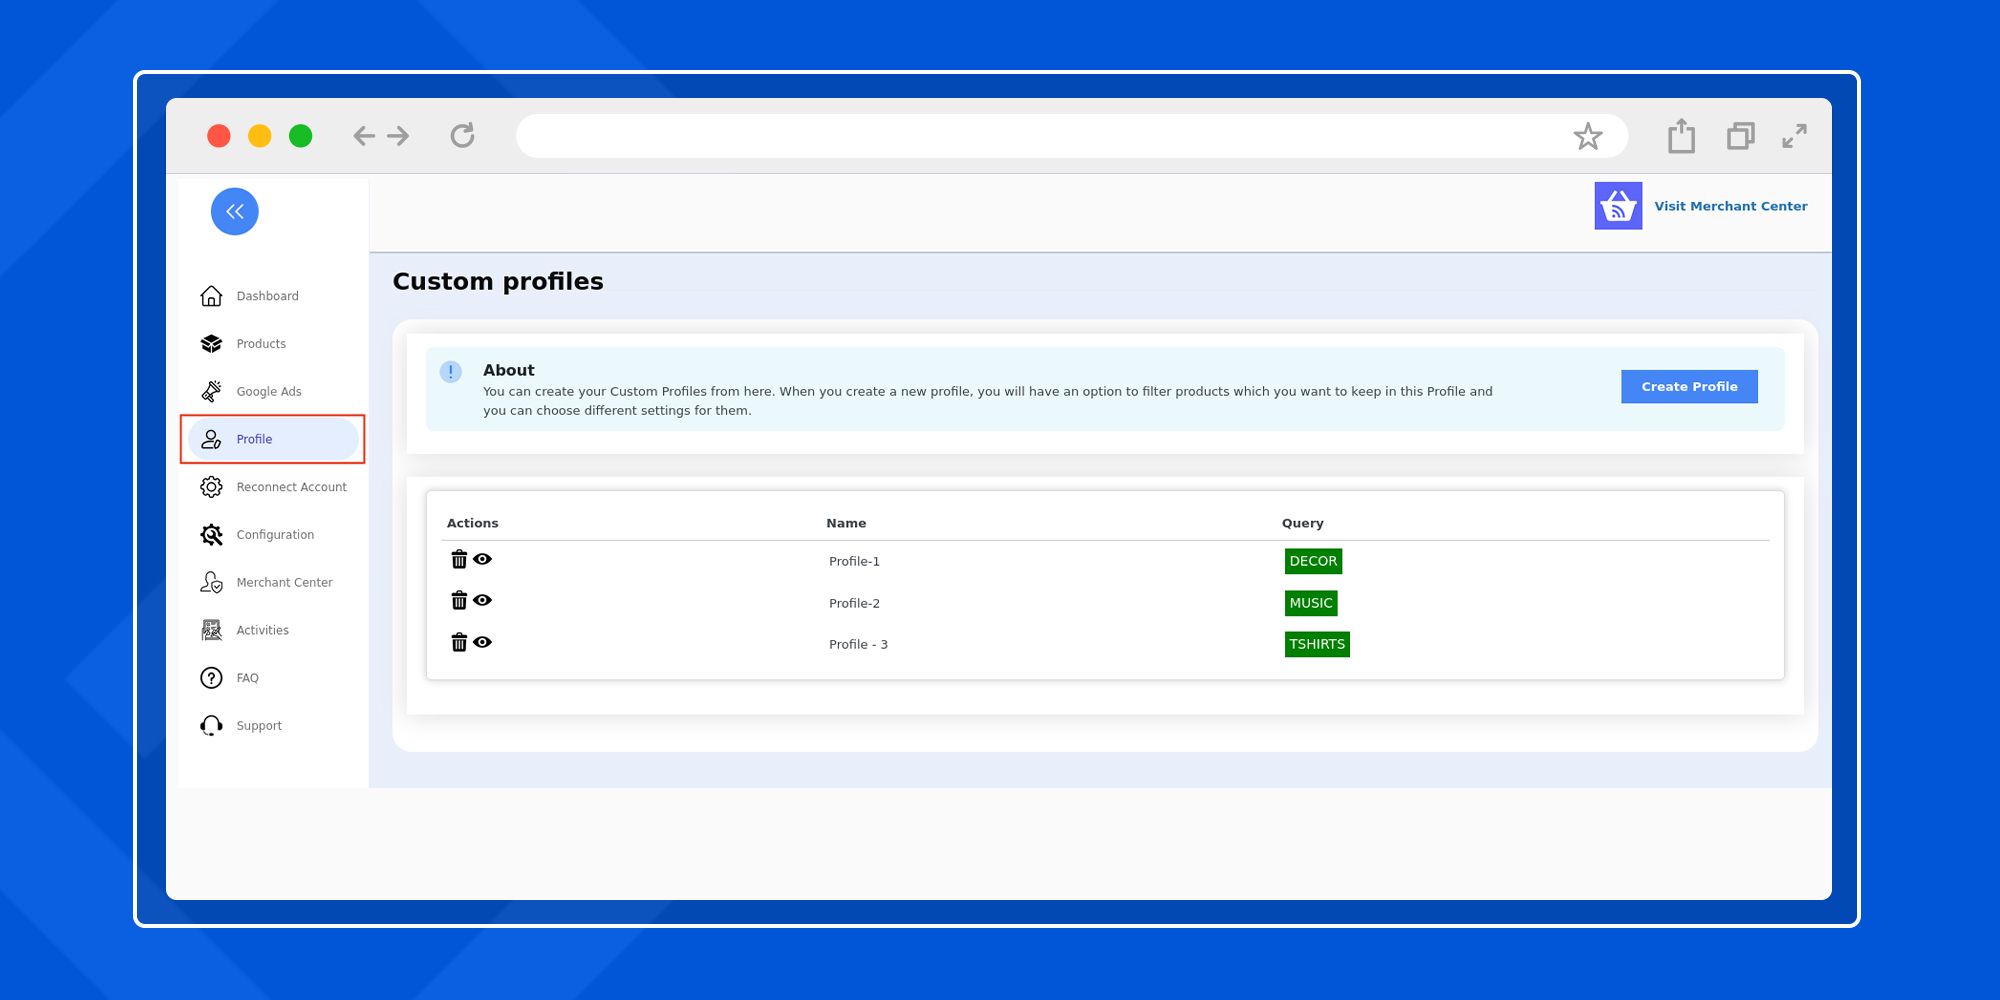 Visit Merchant Center
Dashboard
Products
Google Ads
Profile
Reconnect Account
Configuration
Merchant Center
Activities
FAQ
Support
Custom profiles
About
You can create your Custom Profiles from here. When you create a new profile, you will have an option to filter products which you want to keep in this Profile and
you can choose different settings for them.
Create Profile
Actions Name Query
Profile-1 DECOR
Profile-2 MUSIC
Profile - 3 TSHIRTS